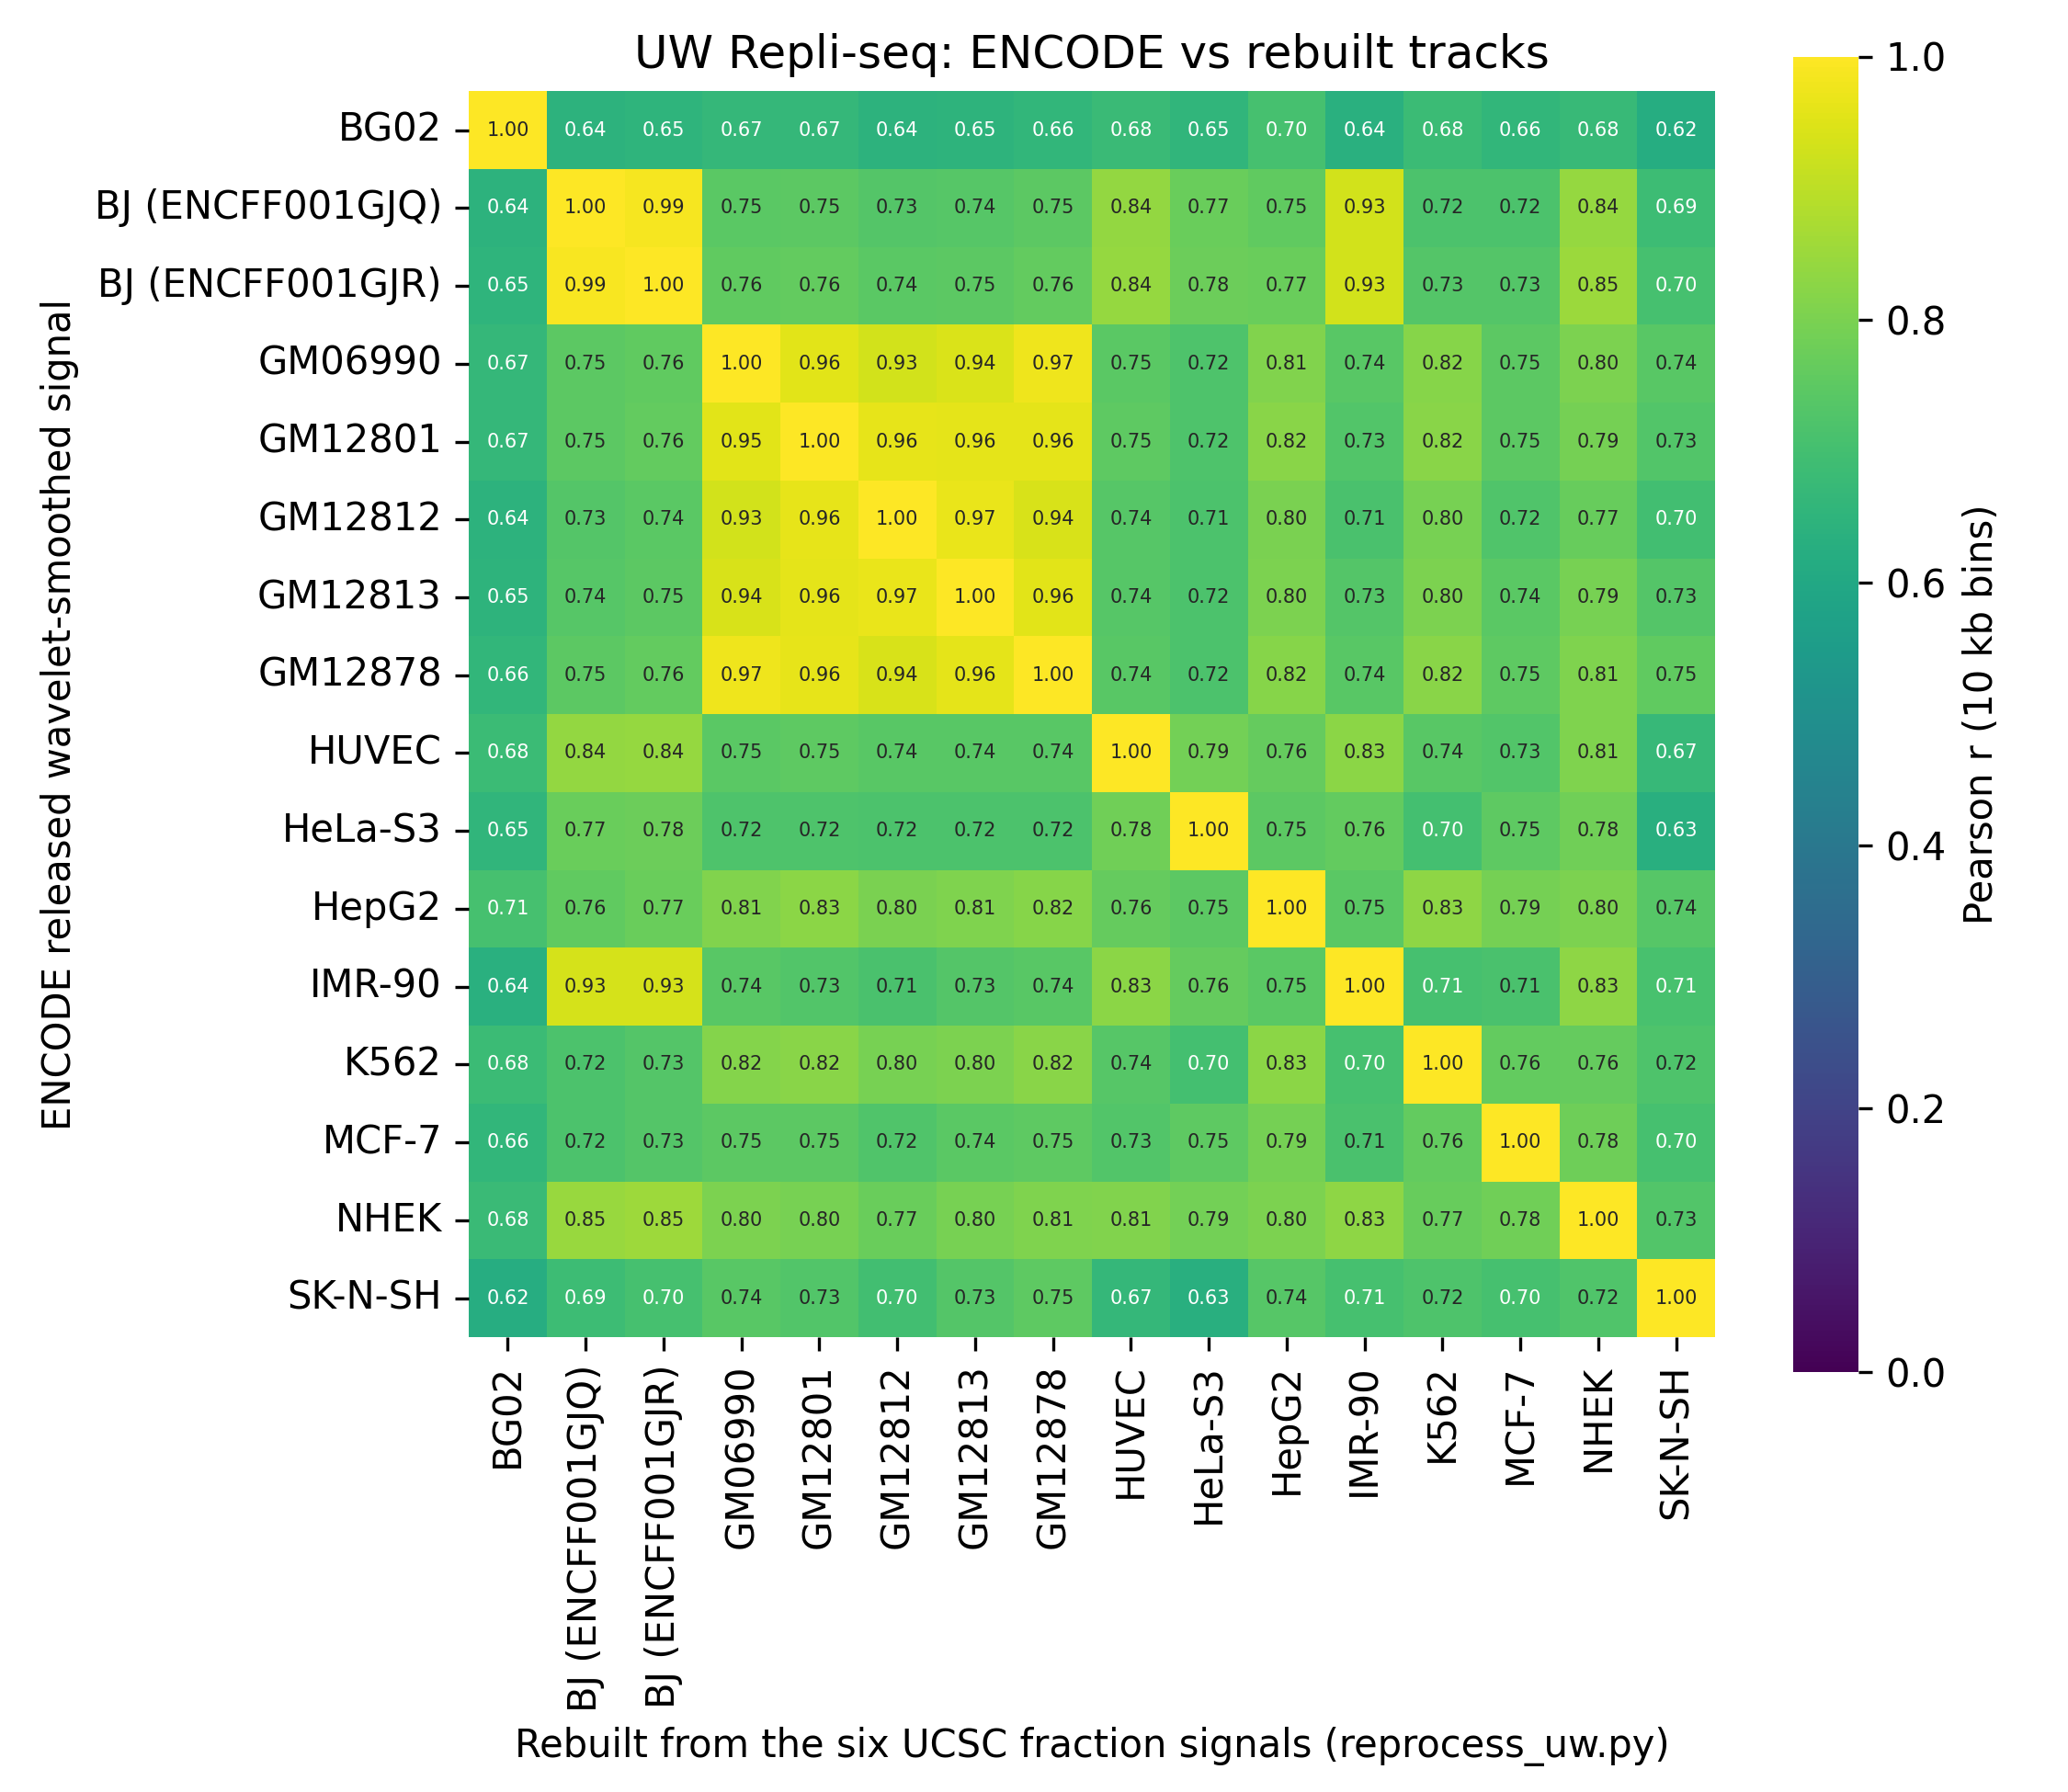 UW Repli-seq: ENCODE vs rebuilt tracks
ENCODE released wavelet-smoothed signal
BG02 1.00 0.64 0.65 0.67 0.67 0.64 0.65 0.66 0.68 0.65 0.70 0.64 0.68 0.66 0.68 0.62
BJ (ENCFF001GJQ) 0.64 1.00 0.99 0.75 0.75 0.73 0.74 0.75 0.84 0.77 0.75 0.93 0.72 0.72 0.84 0.69
BJ (ENCFF001GJR) 0.65 0.99 1.00 0.76 0.76 0.74 0.75 0.76 0.84 0.78 0.77 0.93 0.73 0.73 0.85 0.70
GM06990 0.67 0.75 0.76 1.00 0.96 0.93 0.94 0.97 0.75 0.72 0.81 0.74 0.82 0.75 0.80 0.74
GM12801 0.67 0.75 0.76 0.95 1.00 0.96 0.96 0.96 0.75 0.72 0.82 0.73 0.82 0.75 0.79 0.73
GM12812 0.64 0.73 0.74 0.93 0.96 1.00 0.97 0.94 0.74 0.71 0.80 0.71 0.80 0.72 0.77 0.70
GM12813 0.65 0.74 0.75 0.94 0.96 0.97 1.00 0.96 0.74 0.72 0.80 0.73 0.80 0.74 0.79 0.73
GM12878 0.66 0.75 0.76 0.97 0.96 0.94 0.96 1.00 0.74 0.72 0.82 0.74 0.82 0.75 0.81 0.75
HUVEC 0.68 0.84 0.84 0.75 0.75 0.74 0.74 0.74 1.00 0.79 0.76 0.83 0.74 0.73 0.81 0.67
HeLa-S3 0.65 0.77 0.78 0.72 0.72 0.72 0.72 0.72 0.78 1.00 0.75 0.76 0.70 0.75 0.78 0.63
HepG2 0.71 0.76 0.77 0.81 0.83 0.80 0.81 0.82 0.76 0.75 1.00 0.75 0.83 0.79 0.80 0.74
IMR-90 0.64 0.93 0.93 0.74 0.73 0.71 0.73 0.74 0.83 0.76 0.75 1.00 0.71 0.71 0.83 0.71
K562 0.68 0.72 0.73 0.82 0.82 0.80 0.80 0.82 0.74 0.70 0.83 0.70 1.00 0.76 0.76 0.72
MCF-7 0.66 0.72 0.73 0.75 0.75 0.72 0.74 0.75 0.73 0.75 0.79 0.71 0.76 1.00 0.78 0.70
NHEK 0.68 0.85 0.85 0.80 0.80 0.77 0.80 0.81 0.81 0.79 0.80 0.83 0.77 0.78 1.00 0.73
SK-N-SH 0.62 0.69 0.70 0.74 0.73 0.70 0.73 0.75 0.67 0.63 0.74 0.71 0.72 0.70 0.72 1.00
BG02
BJ (ENCFF001GJQ)
BJ (ENCFF001GJR)
GM06990
GM12801
GM12812
GM12813
GM12878
HUVEC
HeLa-S3
HepG2
IMR-90
K562
MCF-7
NHEK
SK-N-SH
Rebuilt from the six UCSC fraction signals (reprocess_uw.py)
1.0
0.8
0.6
0.4
0.2
0.0
Pearson r (10 kb bins)